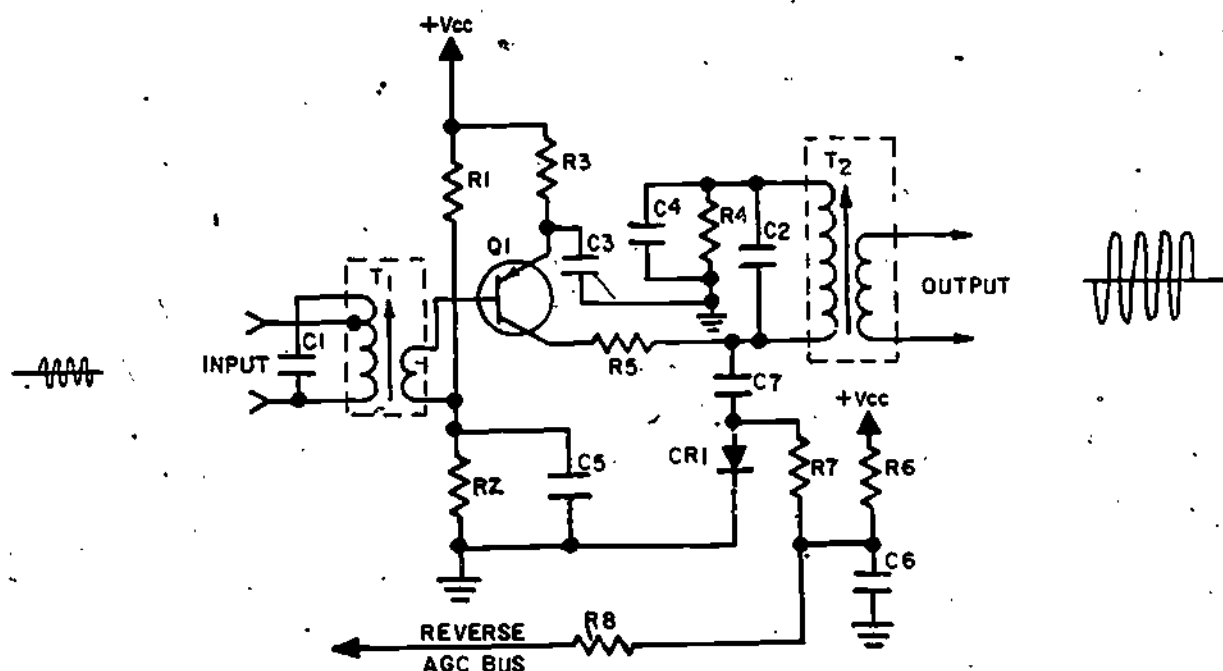 +Vcc
R3
R1
T2
C4
R4
C2
Q1
C3
T1
OUTPUT
INPUT
C1
R5
C7
+Vcc
CR1
R7
R6
R2
C5
C6
R8
REVERSE
AGC BUS